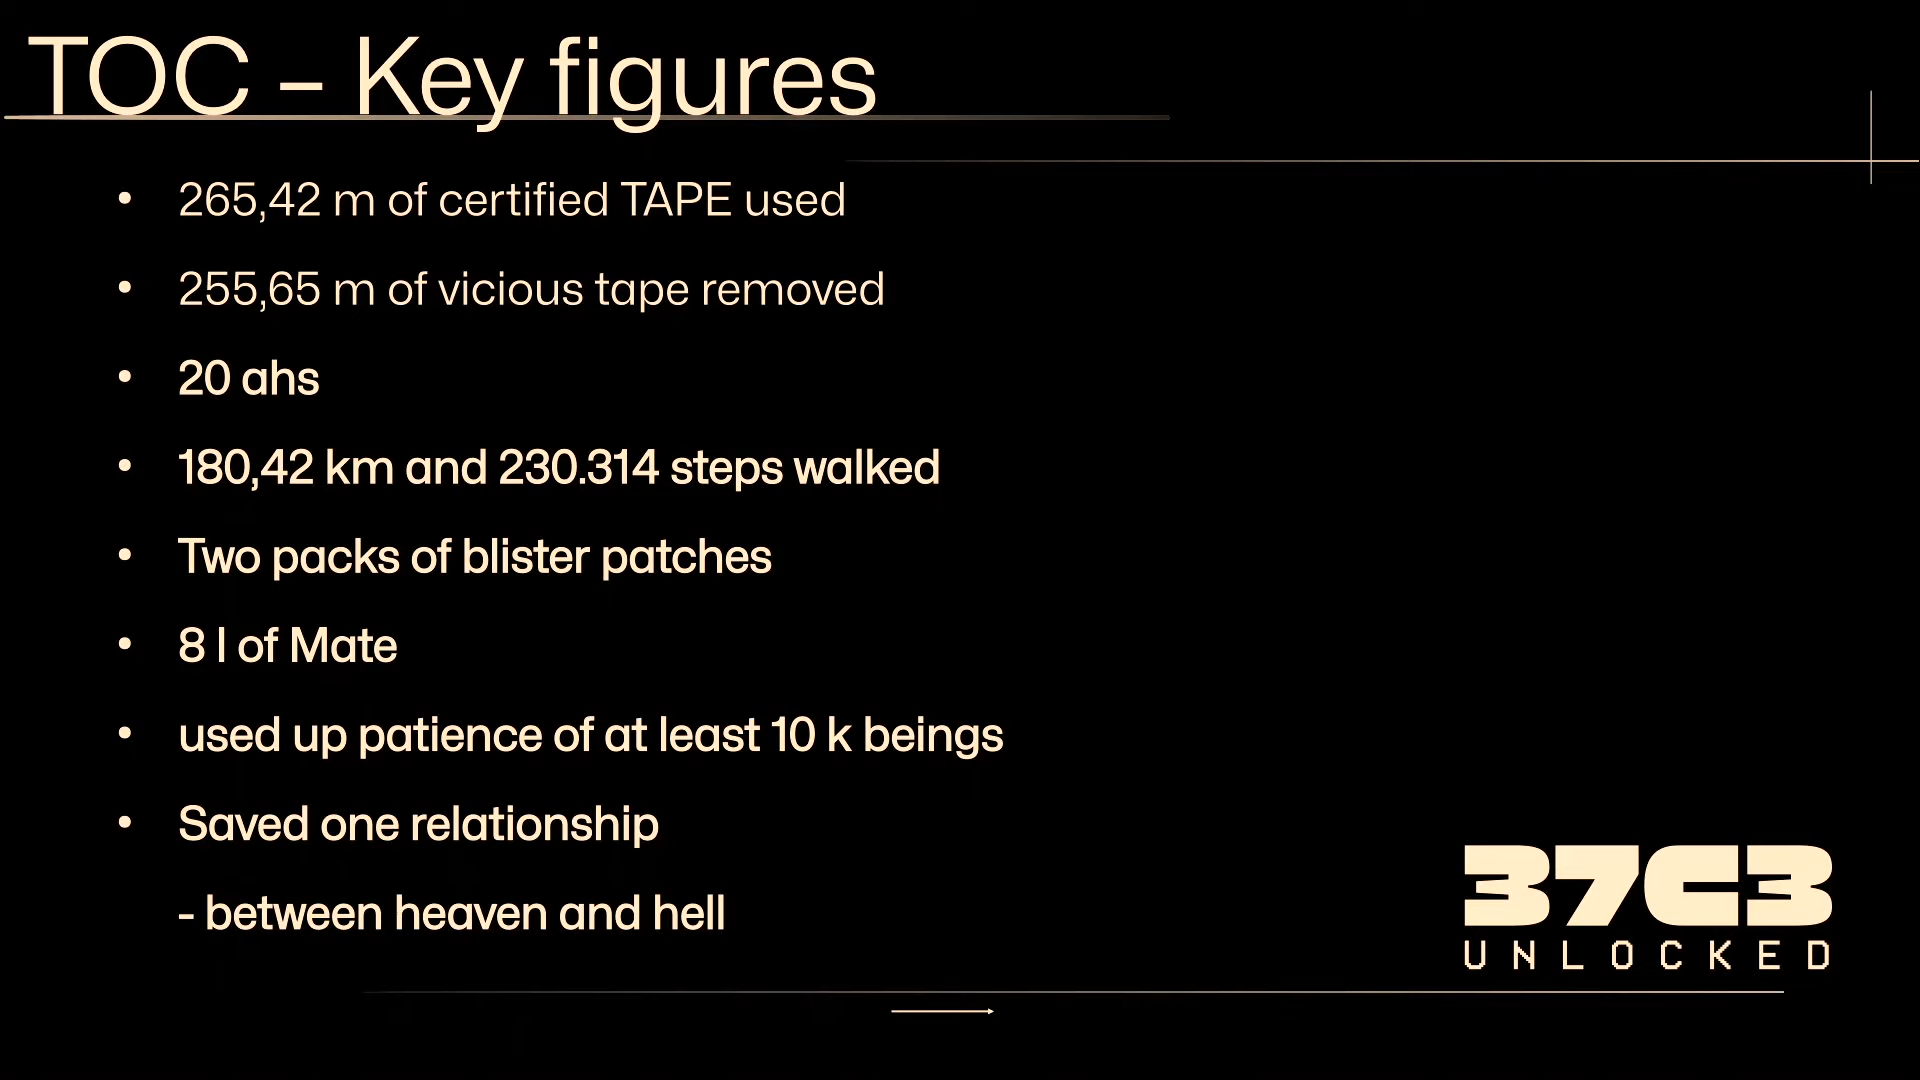 TOC – Key figures
• 265,42 m of certified TAPE used
• 255,65 m of vicious tape removed
• 20 ahs
• 180,42 km and 230.314 steps walked
• Two packs of blister patches
• 8 l of Mate
• used up patience of at least 10 k beings
• Saved one relationship
- between heaven and hell
37C3
UNLOCKED